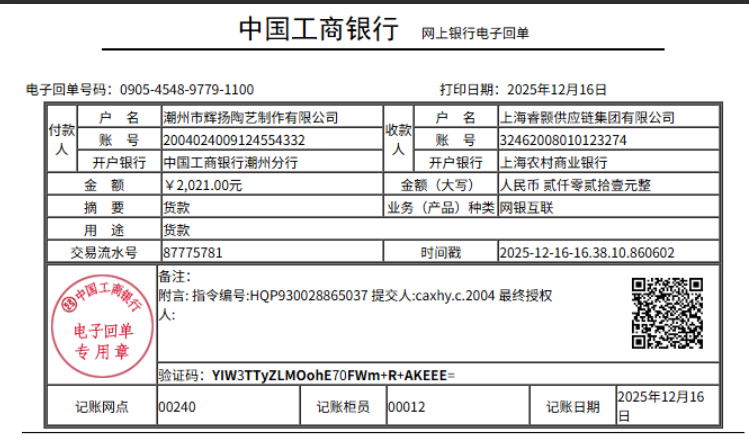 中国工商银行 网上银行电子回单
电子回单号码：0905-4548-9779-1100 打印日期：2025年12月16日
付款人 户 名 潮州市辉扬陶艺制作有限公司 收款人 户 名 上海睿颢供应链集团有限公司
账 号 2004024009124554332 账 号 32462008010123274
开户银行 中国工商银行潮州分行 开户银行 上海农村商业银行
金 额 ￥2,021.00元 金额（大写） 人民币 贰仟零贰拾壹元整
摘 要 货款 业务（产品）种类 网银互联
用 途 货款
交易流水号 87775781 时间戳 2025-12-16-16.38.10.860602
备注：
附言: 指令编号:HQP930028865037 提交人:caxhy.c.2004 最终授权
人:
中国工商银行
电子回单
专用章
验证码：YIW3TTyZLMOohE70FWm+R+AKEEE=
记账网点 00240 记账柜员 00012 记账日期 2025年12月16
日